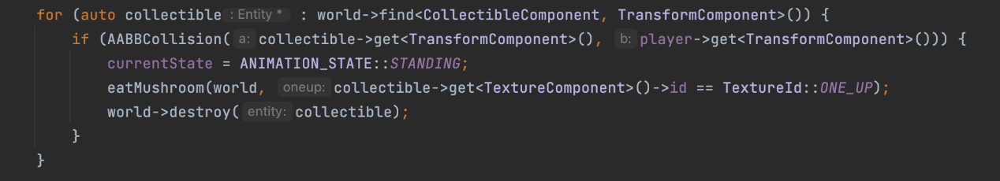 for (auto collectible: Entity * : world->find<CollectibleComponent, TransformComponent>()) {
if (AABBCollision( a: collectible->get<TransformComponent>(), b: player->get<TransformComponent>())) {
currentState = ANIMATION_STATE::STANDING;
eatMushroom(world, oneup: collectible->get<TextureComponent>()->id == TextureId::ONE_UP);
world->destroy( entity: collectible);
}
}